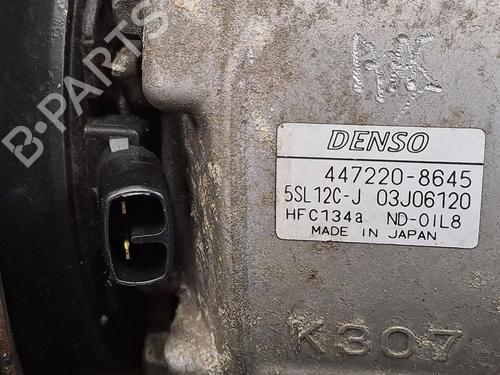 B-PARTS
DENSO
447220-8645
5SL12C-J 03J06120
HFC134a ND-OIL8
MADE IN JAPAN
K307